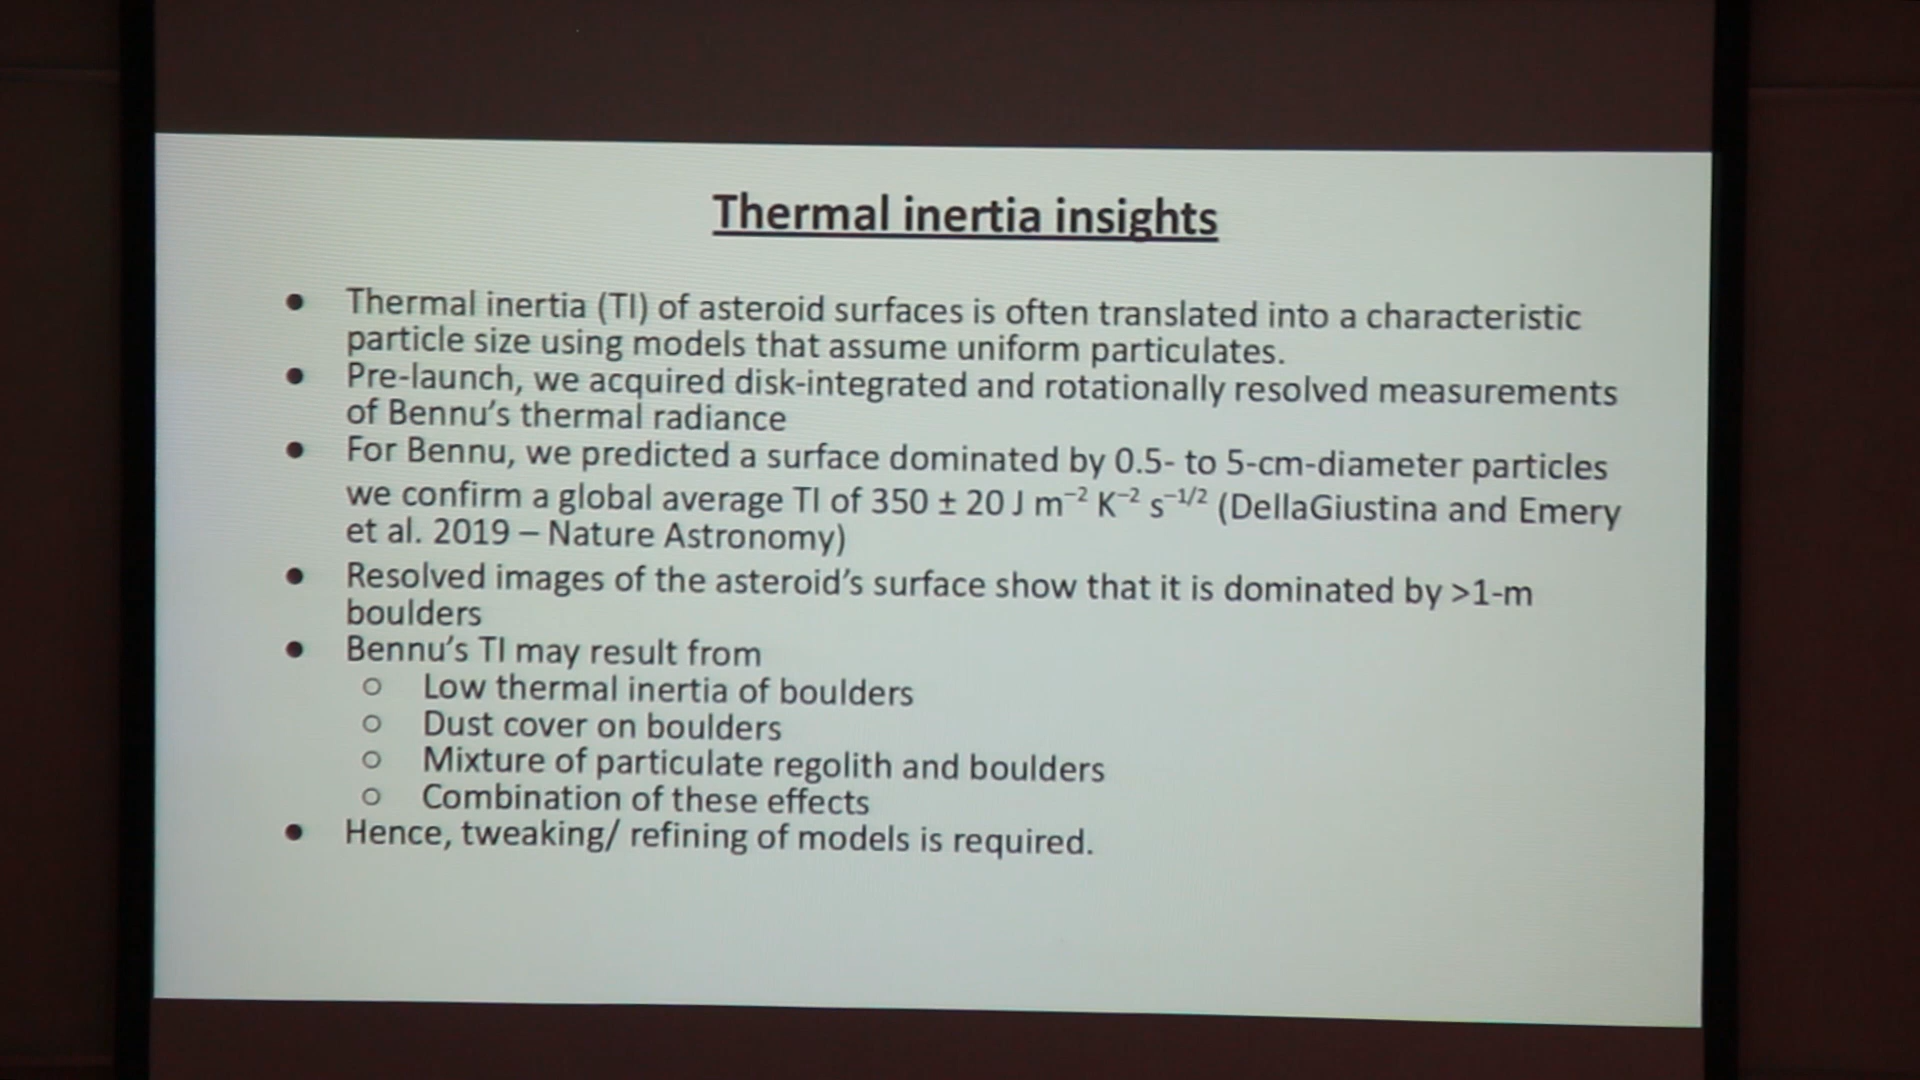 Thermal inertia insights
● Thermal inertia (TI) of asteroid surfaces is often translated into a characteristic
particle size using models that assume uniform particulates.
● Pre-launch, we acquired disk-integrated and rotationally resolved measurements
of Bennu’s thermal radiance
● For Bennu, we predicted a surface dominated by 0.5- to 5-cm-diameter particles
we confirm a global average TI of 350 ± 20 J m⁻² K⁻² s⁻¹/² (DellaGiustina and Emery
et al. 2019 – Nature Astronomy)
● Resolved images of the asteroid’s surface show that it is dominated by >1-m
boulders
● Bennu’s TI may result from
○ Low thermal inertia of boulders
○ Dust cover on boulders
○ Mixture of particulate regolith and boulders
○ Combination of these effects
● Hence, tweaking/ refining of models is required.